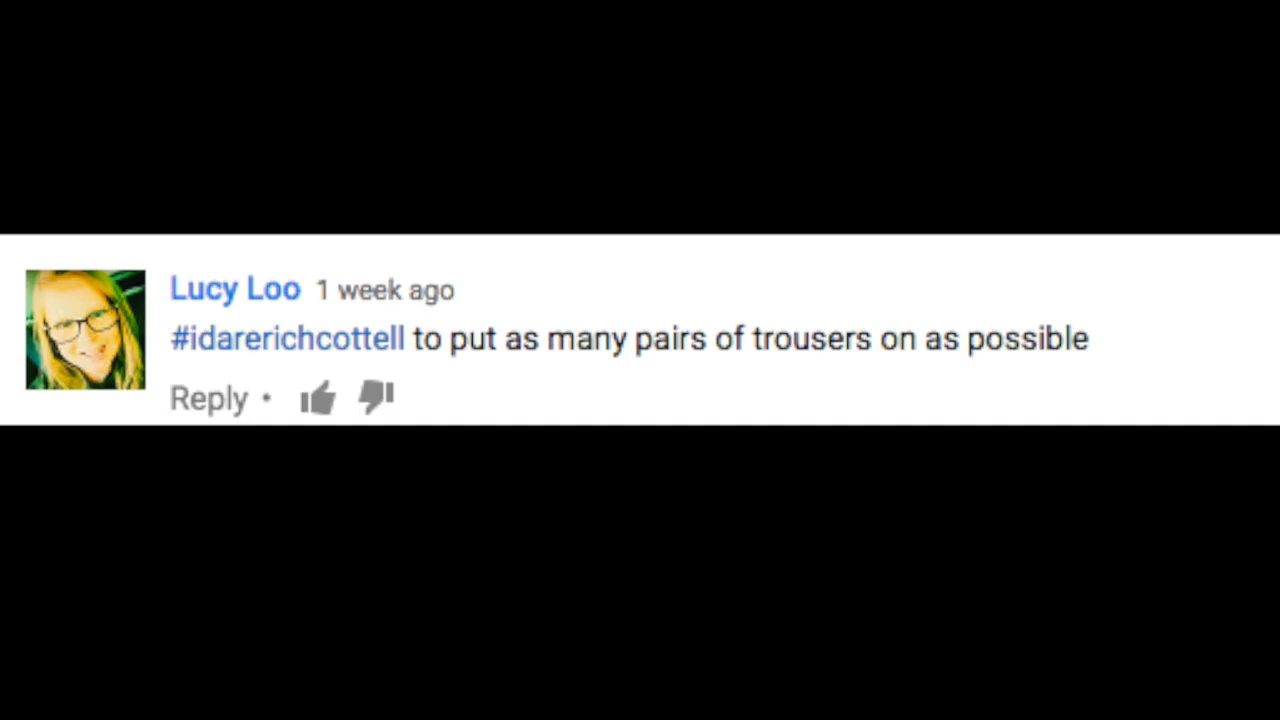 Lucy Loo 1 week ago
#idarerichcottell to put as many pairs of trousers on as possible
Reply •